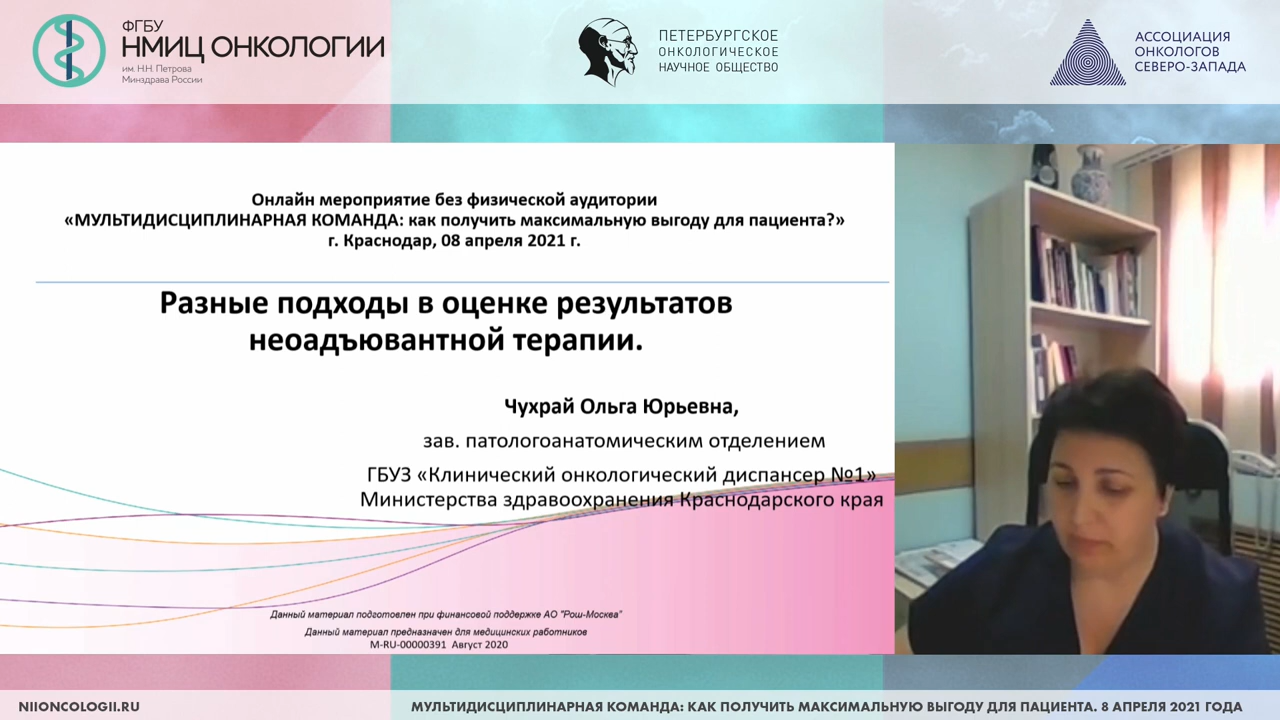 ФГБУ
НМИЦ ОНКОЛОГИИ
им. Н.Н. Петрова
Минздрава России
ПЕТЕРБУРГСКОЕ
ОНКОЛОГИЧЕСКОЕ
НАУЧНОЕ ОБЩЕСТВО
АССОЦИАЦИЯ
ОНКОЛОГОВ
СЕВЕРО-ЗАПАДА
Онлайн мероприятие без физической аудитории
«МУЛЬТИДИСЦИПЛИНАРНАЯ КОМАНДА: как получить максимальную выгоду для пациента?»
г. Краснодар, 08 апреля 2021 г.
Разные подходы в оценке результатов
неоадъювантной терапии.
Чухрай Ольга Юрьевна,
зав. патологоанатомическим отделением
ГБУЗ «Клинический онкологический диспансер №1»
Министерства здравоохранения Краснодарского края
Данный материал подготовлен при финансовой поддержке АО "Рош-Москва"
Данный материал предназначен для медицинских работников
M-RU-00000391 Август 2020
NIIONCOLOGII.RU
МУЛЬТИДИСЦИПЛИНАРНАЯ КОМАНДА: КАК ПОЛУЧИТЬ МАКСИМАЛЬНУЮ ВЫГОДУ ДЛЯ ПАЦИЕНТА. 8 АПРЕЛЯ 2021 ГОДА